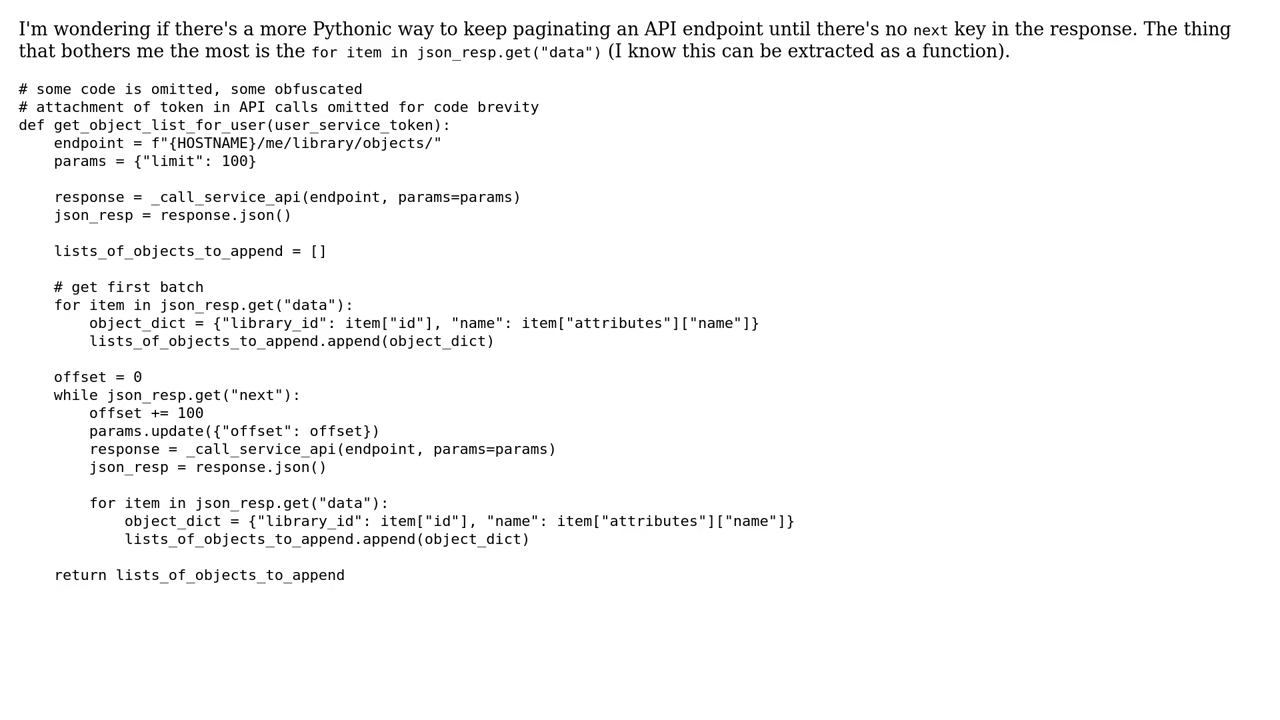 I'm wondering if there's a more Pythonic way to keep paginating an API endpoint until there's no next key in the response. The thing
that bothers me the most is the for item in json_resp.get("data") (I know this can be extracted as a function).
# some code is omitted, some obfuscated
# attachment of token in API calls omitted for code brevity
def get_object_list_for_user(user_service_token):
    endpoint = f"{HOSTNAME}/me/library/objects/"
    params = {"limit": 100}

    response = _call_service_api(endpoint, params=params)
    json_resp = response.json()

    lists_of_objects_to_append = []

    # get first batch
    for item in json_resp.get("data"):
        object_dict = {"library_id": item["id"], "name": item["attributes"]["name"]}
        lists_of_objects_to_append.append(object_dict)

    offset = 0
    while json_resp.get("next"):
        offset += 100
        params.update({"offset": offset})
        response = _call_service_api(endpoint, params=params)
        json_resp = response.json()

        for item in json_resp.get("data"):
            object_dict = {"library_id": item["id"], "name": item["attributes"]["name"]}
            lists_of_objects_to_append.append(object_dict)

    return lists_of_objects_to_append